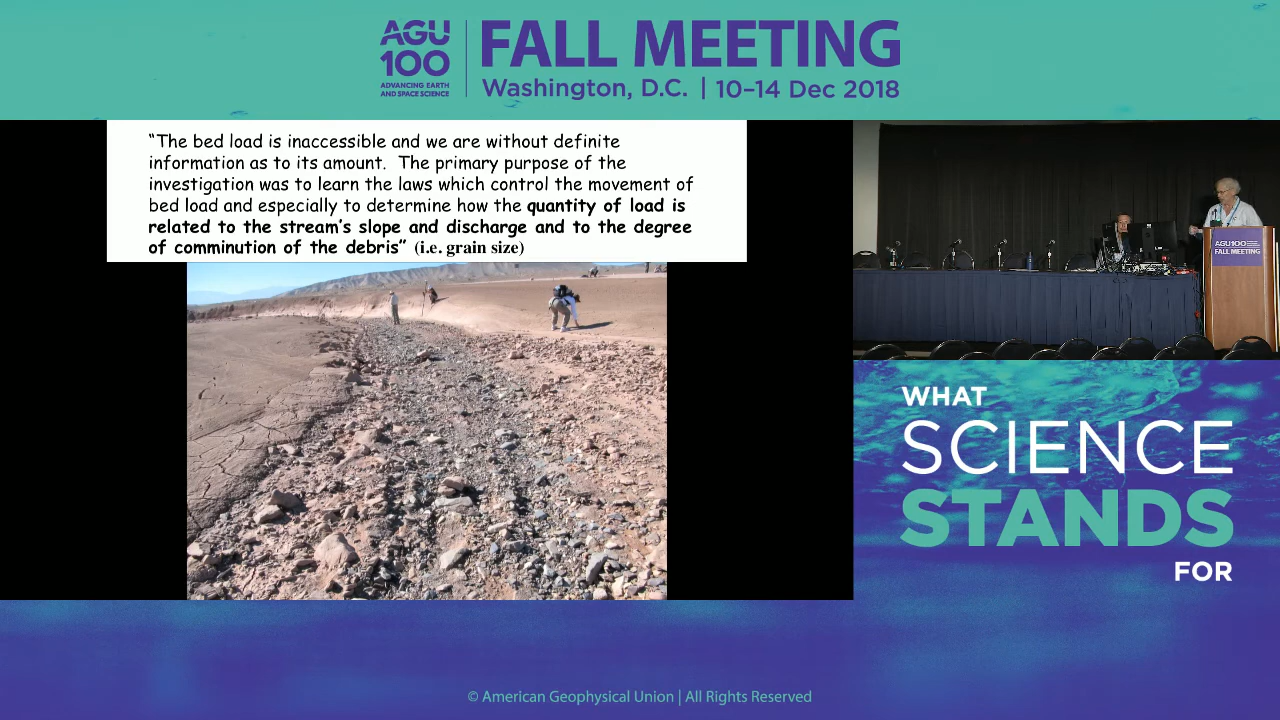 AGU
100
ADVANCING EARTH
AND SPACE SCIENCE
FALL MEETING
Washington, D.C. | 10–14 Dec 2018
“The bed load is inaccessible and we are without definite
information as to its amount. The primary purpose of the
investigation was to learn the laws which control the movement of
bed load and especially to determine how the quantity of load is
related to the stream’s slope and discharge and to the degree
of comminution of the debris” (i.e. grain size)
AGU100
FALL MEETING
WHAT
SCIENCE
STANDS
FOR
© American Geophysical Union | All Rights Reserved